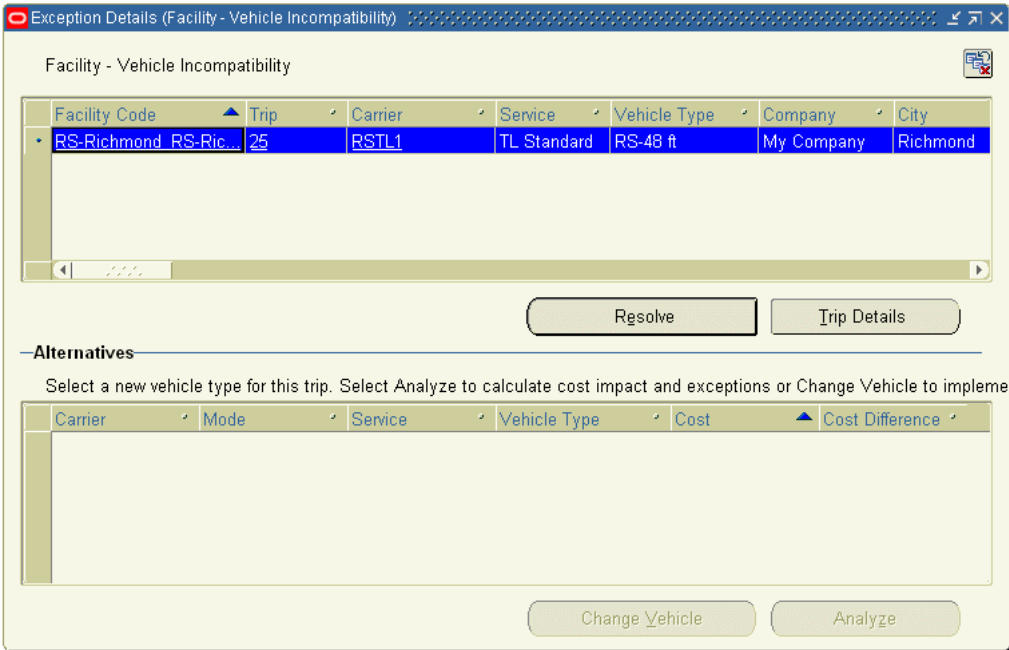 Exception Details (Facility - Vehicle Incompatibility)
Facility - Vehicle Incompatibility
Facility Code Trip Carrier Service Vehicle Type Company City
RS-Richmond_RS-Ric... 25 RSTL1 TL Standard RS-48 ft My Company Richmond
Resolve Trip Details
Alternatives
Select a new vehicle type for this trip. Select Analyze to calculate cost impact and exceptions or Change Vehicle to impleme
Carrier Mode Service Vehicle Type Cost Cost Difference
Change Vehicle Analyze